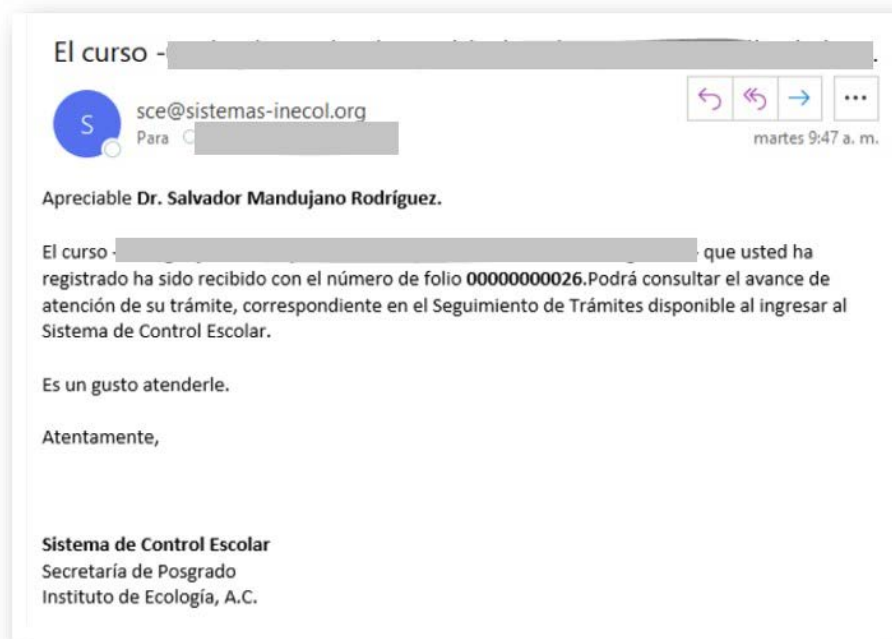 El curso -
S
sce@sistemas-inecol.org
Para
martes 9:47 a. m.
Apreciable Dr. Salvador Mandujano Rodríguez.
El curso - - que usted ha
registrado ha sido recibido con el número de folio 00000000026.Podrá consultar el avance de
atención de su trámite, correspondiente en el Seguimiento de Trámites disponible al ingresar al
Sistema de Control Escolar.
Es un gusto atenderle.
Atentamente,
Sistema de Control Escolar
Secretaría de Posgrado
Instituto de Ecología, A.C.